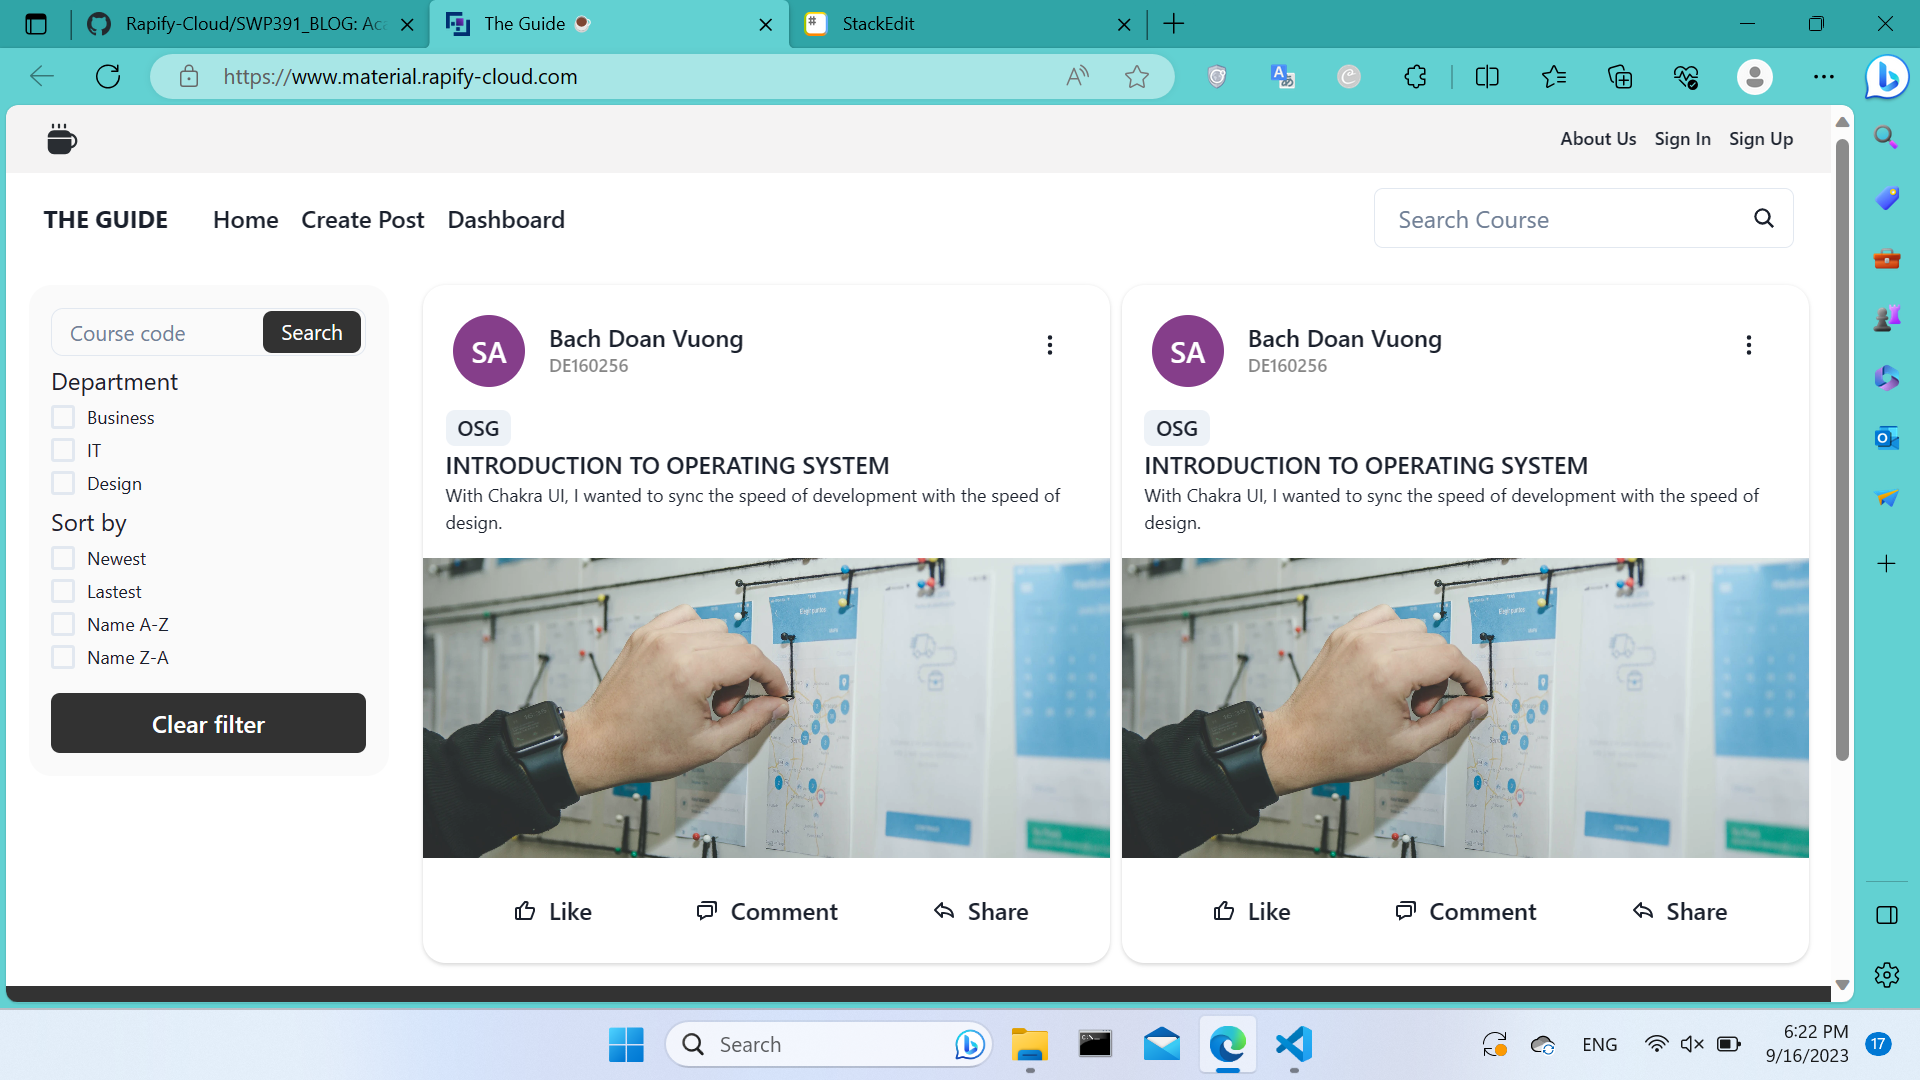 Rapify-Cloud/SWP391_BLOG: Aca
The Guide
StackEdit
https://www.material.rapify-cloud.com
About Us Sign In Sign Up
THE GUIDE Home Create Post Dashboard
Search Course
Course code Search
Department
Business
IT
Design
Sort by
Newest
Lastest
Name A-Z
Name Z-A
Clear filter
SA Bach Doan Vuong
DE160256
OSG
INTRODUCTION TO OPERATING SYSTEM
With Chakra UI, I wanted to sync the speed of development with the speed of
design.
Like Comment Share
SA Bach Doan Vuong
DE160256
OSG
INTRODUCTION TO OPERATING SYSTEM
With Chakra UI, I wanted to sync the speed of development with the speed of
design.
Like Comment Share
Search
ENG
6:22 PM
9/16/2023
17